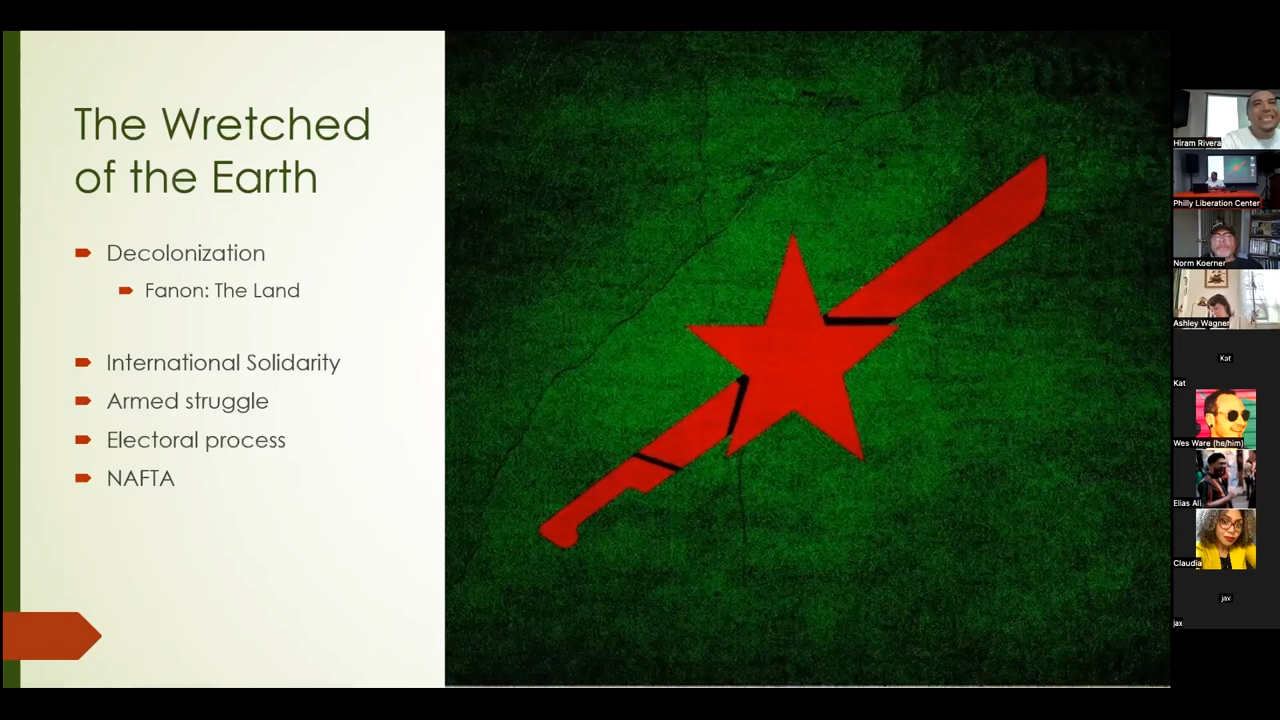 The Wretched
of the Earth
Decolonization
Fanon: The Land
International Solidarity
Armed struggle
Electoral process
NAFTA
Hiram Rivera
Philly Liberation Center
Norm Koerner
Ashley Wagner
Kat
Kat
Wes Ware (he/him)
Elias Ali
Claudia
jax
jax